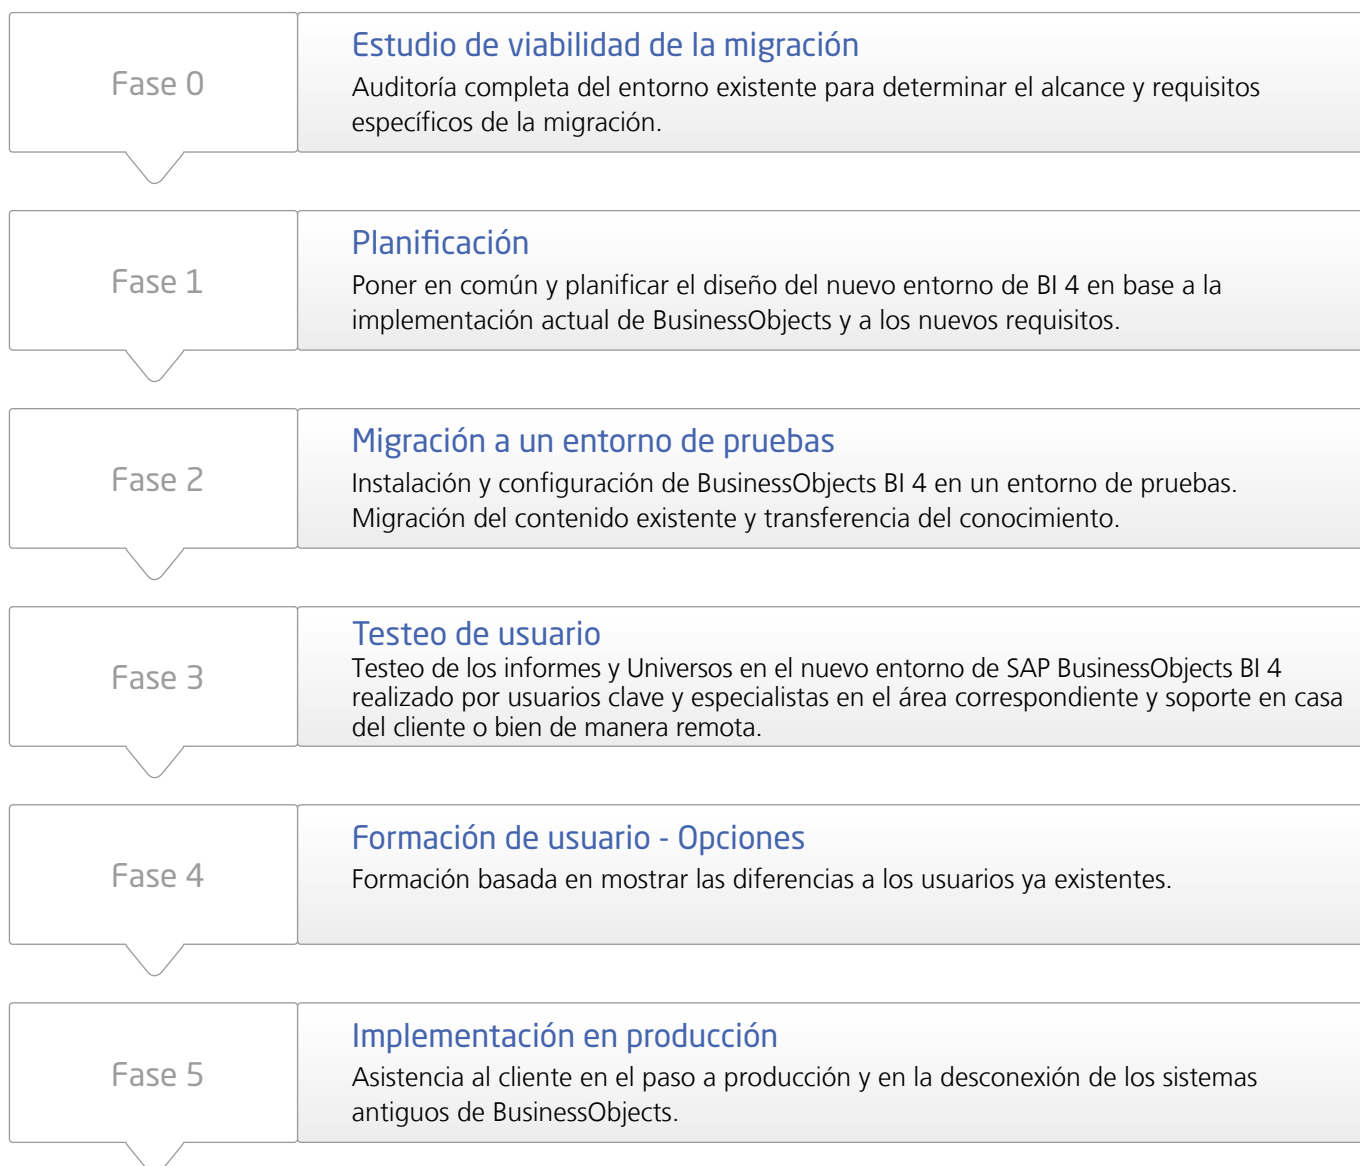 Fase 0
Estudio de viabilidad de la migración
Auditoría completa del entorno existente para determinar el alcance y requisitos
específicos de la migración.
Fase 1
Planificación
Poner en común y planificar el diseño del nuevo entorno de BI 4 en base a la
implementación actual de BusinessObjects y a los nuevos requisitos.
Fase 2
Migración a un entorno de pruebas
Instalación y configuración de BusinessObjects BI 4 en un entorno de pruebas.
Migración del contenido existente y transferencia del conocimiento.
Fase 3
Testeo de usuario
Testeo de los informes y Universos en el nuevo entorno de SAP BusinessObjects BI 4
realizado por usuarios clave y especialistas en el área correspondiente y soporte en casa
del cliente o bien de manera remota.
Fase 4
Formación de usuario - Opciones
Formación basada en mostrar las diferencias a los usuarios ya existentes.
Fase 5
Implementación en producción
Asistencia al cliente en el paso a producción y en la desconexión de los sistemas
antiguos de BusinessObjects.